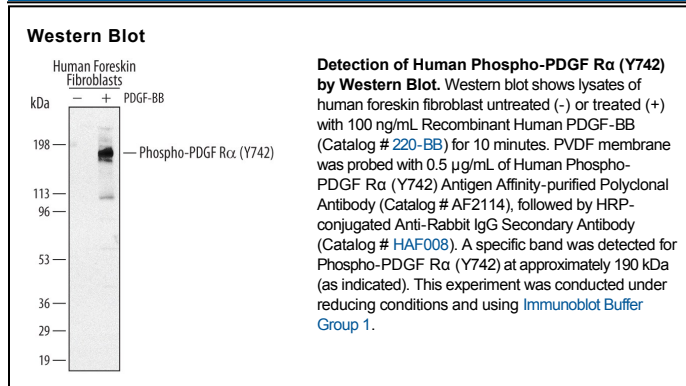 Western Blot
Human Foreskin
Fibroblasts
kDa − + PDGF-BB
198
Phospho-PDGF Rα (Y742)
113
96
53
36
29
19
Detection of Human Phospho-PDGF Rα (Y742)
by Western Blot. Western blot shows lysates of
human foreskin fibroblast untreated (-) or treated (+)
with 100 ng/mL Recombinant Human PDGF-BB
(Catalog # 220-BB) for 10 minutes. PVDF membrane
was probed with 0.5 µg/mL of Human Phospho-
PDGF Rα (Y742) Antigen Affinity-purified Polyclonal
Antibody (Catalog # AF2114), followed by HRP-
conjugated Anti-Rabbit IgG Secondary Antibody
(Catalog # HAF008). A specific band was detected for
Phospho-PDGF Rα (Y742) at approximately 190 kDa
(as indicated). This experiment was conducted under
reducing conditions and using Immunoblot Buffer
Group 1.